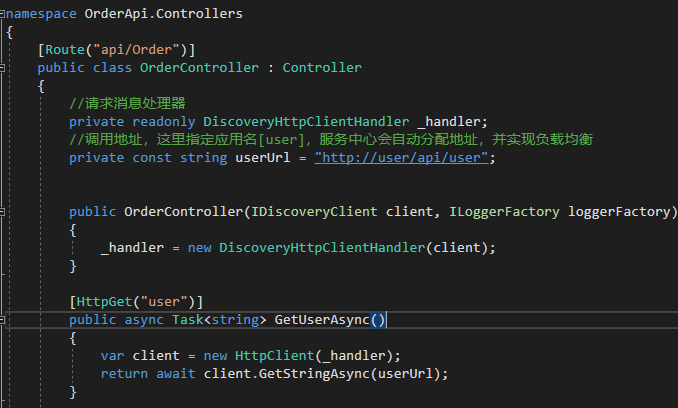 namespace OrderApi.Controllers
{
[Route("api/Order")]
public class OrderController : Controller
{
//请求消息处理器
private readonly DiscoveryHttpClientHandler _handler;
//调用地址，这里指定应用名[user]，服务中心会自动分配地址，并实现负载均衡
private const string userUrl = "http://user/api/user";
public OrderController(IDiscoveryClient client, ILoggerFactory loggerFactory)
{
_handler = new DiscoveryHttpClientHandler(client);
}
[HttpGet("user")]
public async Task<string> GetUserAsync()
{
var client = new HttpClient(_handler);
return await client.GetStringAsync(userUrl);
}